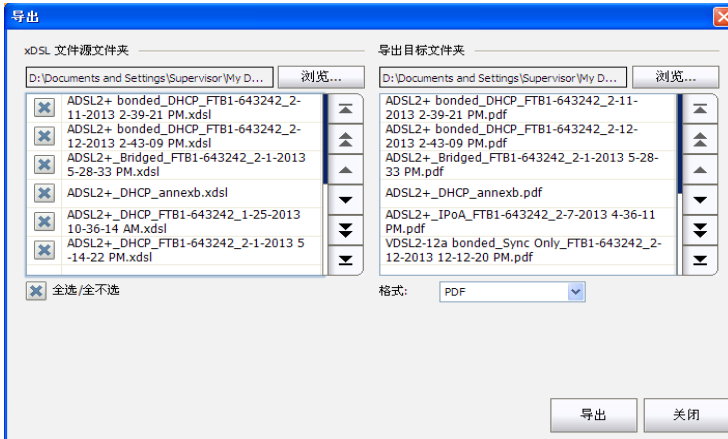 导出
xDSL 文件源文件夹
D:\Documents and Settings\Supervisor\My D...
浏览...
ADSL2+ bonded_DHCP_FTB1-643242_2-
11-2013 2-39-21 PM.xdsl
ADSL2+ bonded_DHCP_FTB1-643242_2-
12-2013 2-43-09 PM.xdsl
ADSL2+_Bridged_FTB1-643242_2-1-2013
5-28-33 PM.xdsl
ADSL2+_DHCP_annexb.xdsl
ADSL2+_DHCP_FTB1-643242_1-25-2013
10-36-14 AM.xdsl
ADSL2+_DHCP_FTB1-643242_2-1-2013 5
-14-22 PM.xdsl
全选/全不选
导出目标文件夹
D:\Documents and Settings\Supervisor\My D...
浏览...
ADSL2+ bonded_DHCP_FTB1-643242_2-11-
2013 2-39-21 PM.pdf
ADSL2+ bonded_DHCP_FTB1-643242_2-12-
2013 2-43-09 PM.pdf
ADSL2+_Bridged_FTB1-643242_2-1-2013 5-28-
33 PM.pdf
ADSL2+_DHCP_annexb.pdf
ADSL2+_IPoA_FTB1-643242_2-7-2013 4-36-11
PM.pdf
VDSL2-12a bonded_Sync Only_FTB1-643242_2-
12-2013 12-12-20 PM.pdf
格式:
PDF
导出
关闭